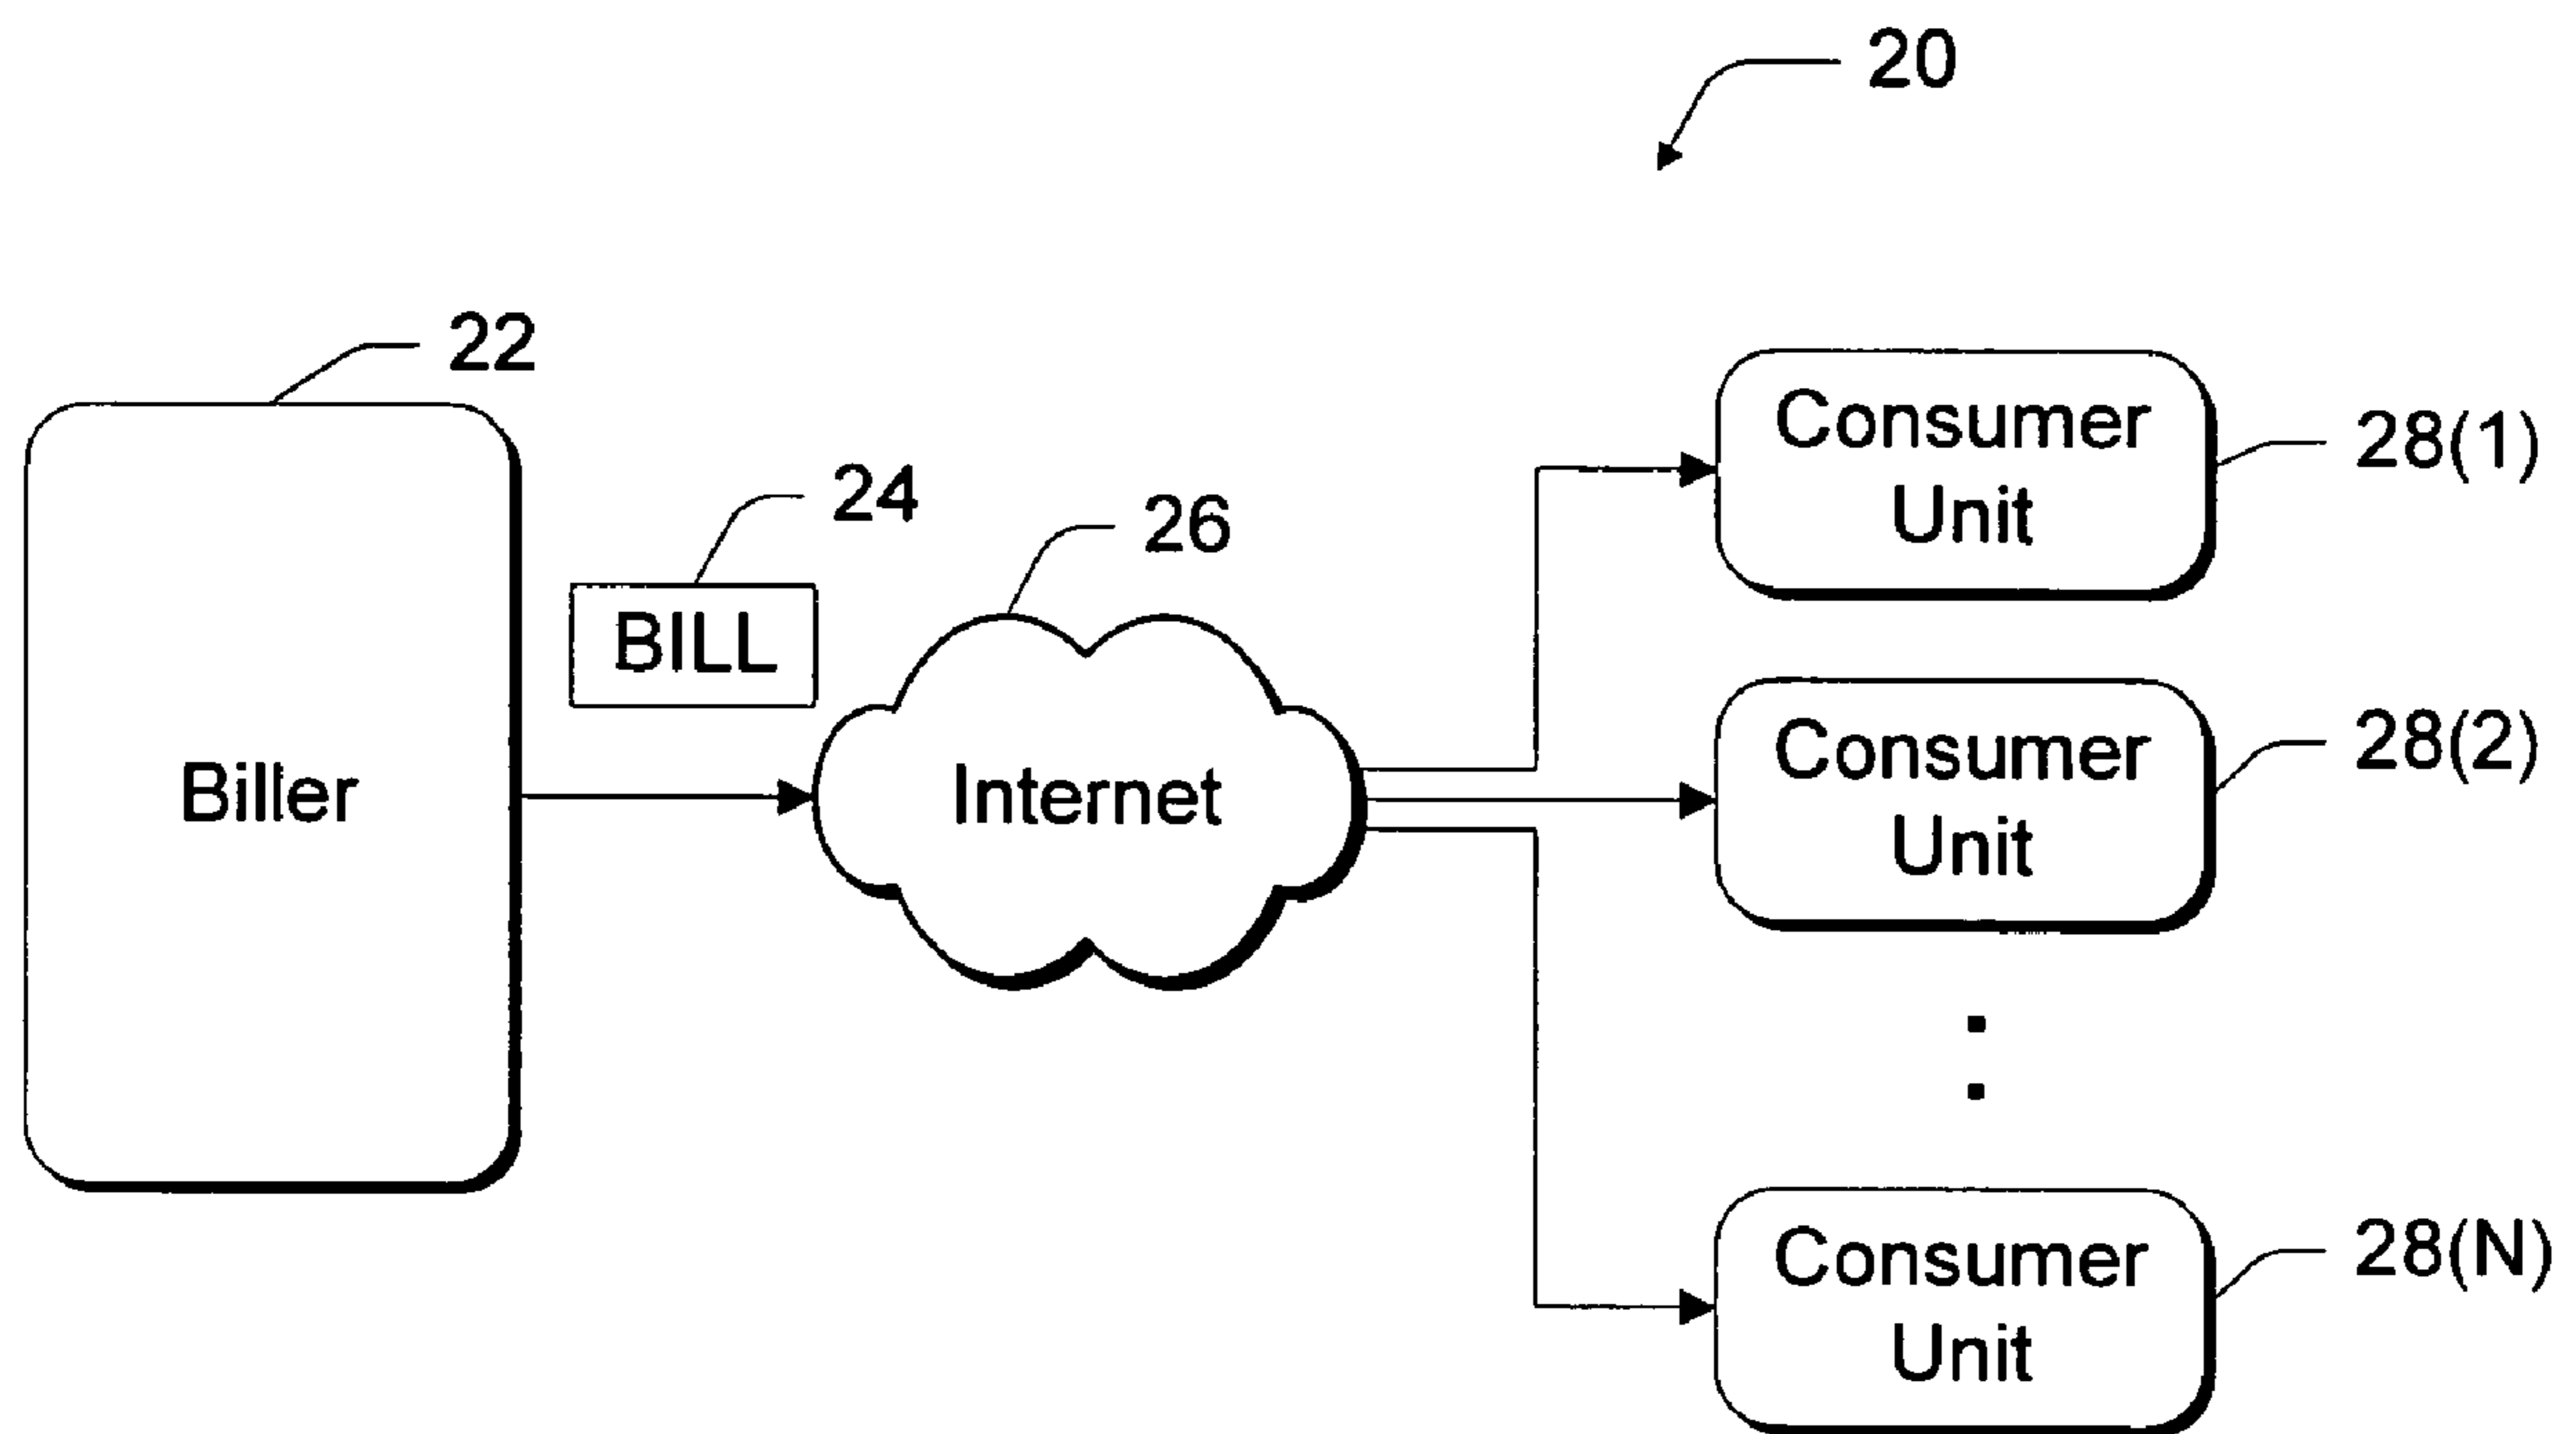 20
22
Consumer
Unit
28(1)
24
26
BILL
Consumer
Unit
28(2)
Biller
Internet
Consumer
Unit
28(N)